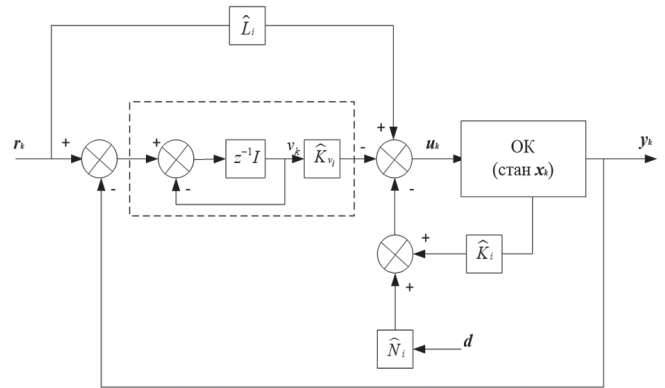 L̂ᵢ
rₖ
+
-
+
-
z⁻¹I
vₖ
K̂ᵥᵢ
-
+
-
uₖ
ОК
(стан xₖ)
yₖ
+
K̂ᵢ
+
N̂ᵢ
d